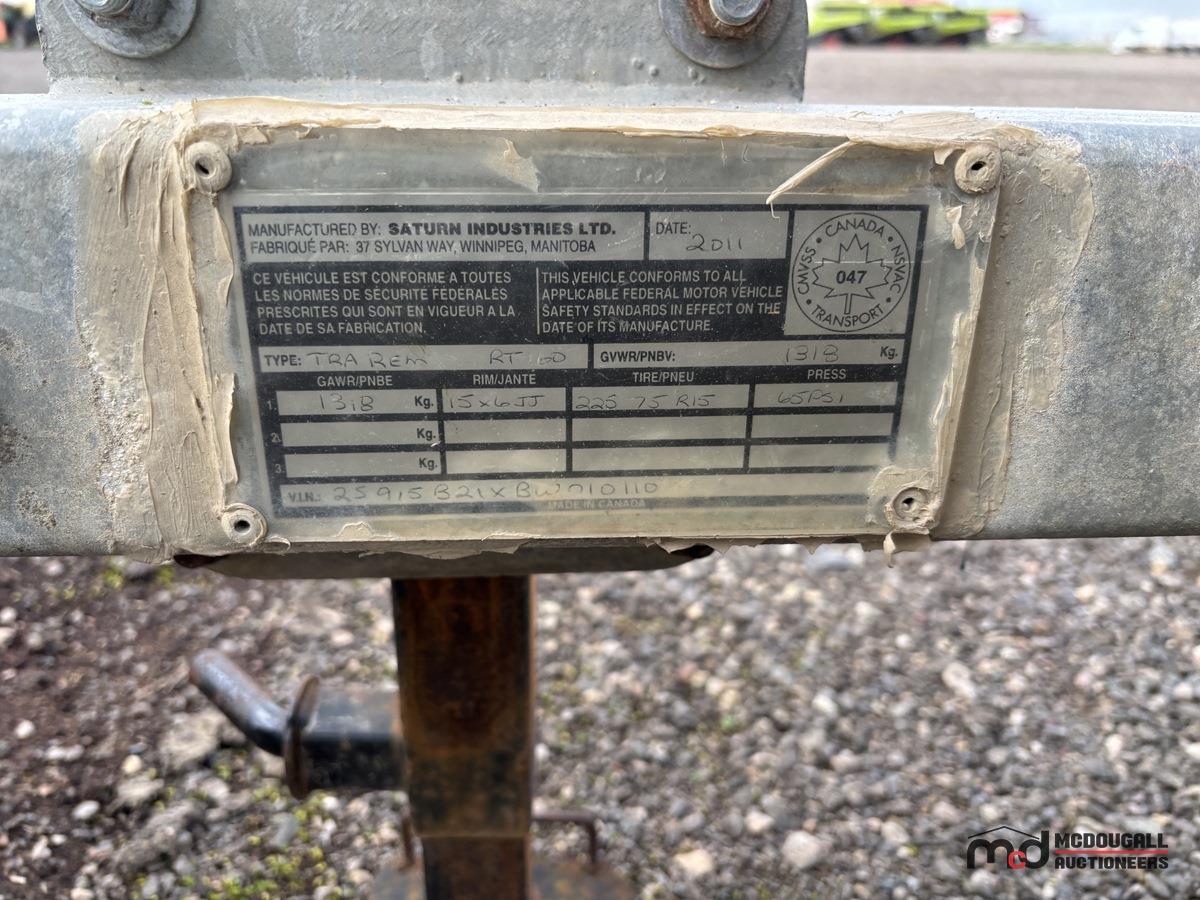 MANUFACTURED BY: SATURN INDUSTRIES LTD.
FABRIQUÉ PAR: 37 SYLVAN WAY, WINNIPEG, MANITOBA
DATE:
2011
CANADA
CMVSS
NSVAC
047
TRANSPORT
CE VÉHICULE EST CONFORME A TOUTES
LES NORMES DE SÉCURITÉ FÉDÉRALES
PRESCRITES QUI SONT EN VIGUEUR A LA
DATE DE SA FABRICATION.
THIS VEHICLE CONFORMS TO ALL
APPLICABLE FEDERAL MOTOR VEHICLE
SAFETY STANDARDS IN EFFECT ON THE
DATE OF ITS MANUFACTURE.
TYPE: TRA REM RT 60
GVWR/PNBV: 1318 Kg.
GAWR/PNBE RIM/JANTÉ TIRE/PNEU PRESS
1. 1318 Kg. 15x6JJ 225 75 R15 65PSI
2. Kg.
3. Kg.
V.I.N.: 2S91SB21XBW010110
MADE IN CANADA
mcd MCDOUGALL
AUCTIONEERS